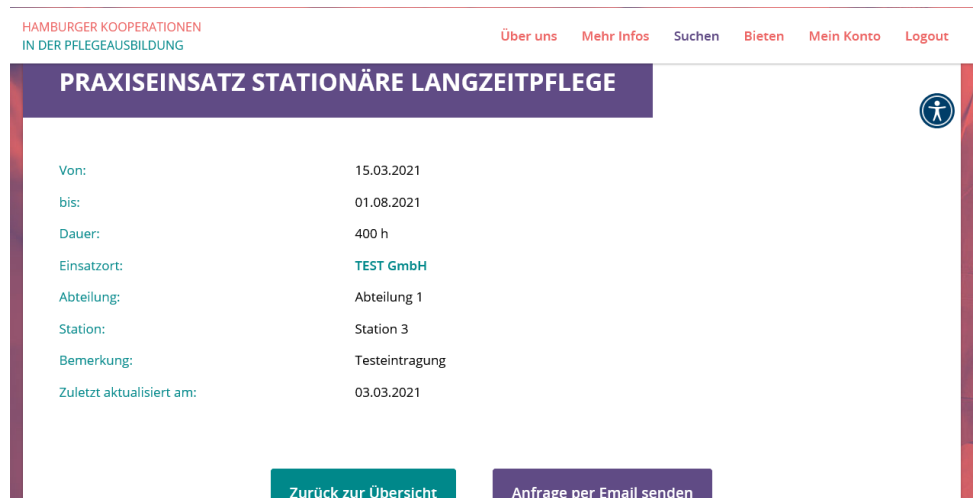 HAMBURGER KOOPERATIONEN
IN DER PFLEGEAUSBILDUNG
Über uns Mehr Infos Suchen Bieten Mein Konto Logout
PRAXISEINSATZ STATIONÄRE LANGZEITPFLEGE
Von: 15.03.2021
bis: 01.08.2021
Dauer: 400 h
Einsatzort: TEST GmbH
Abteilung: Abteilung 1
Station: Station 3
Bemerkung: Testeintragung
Zuletzt aktualisiert am: 03.03.2021
Zurück zur Übersicht Anfrage per Email senden